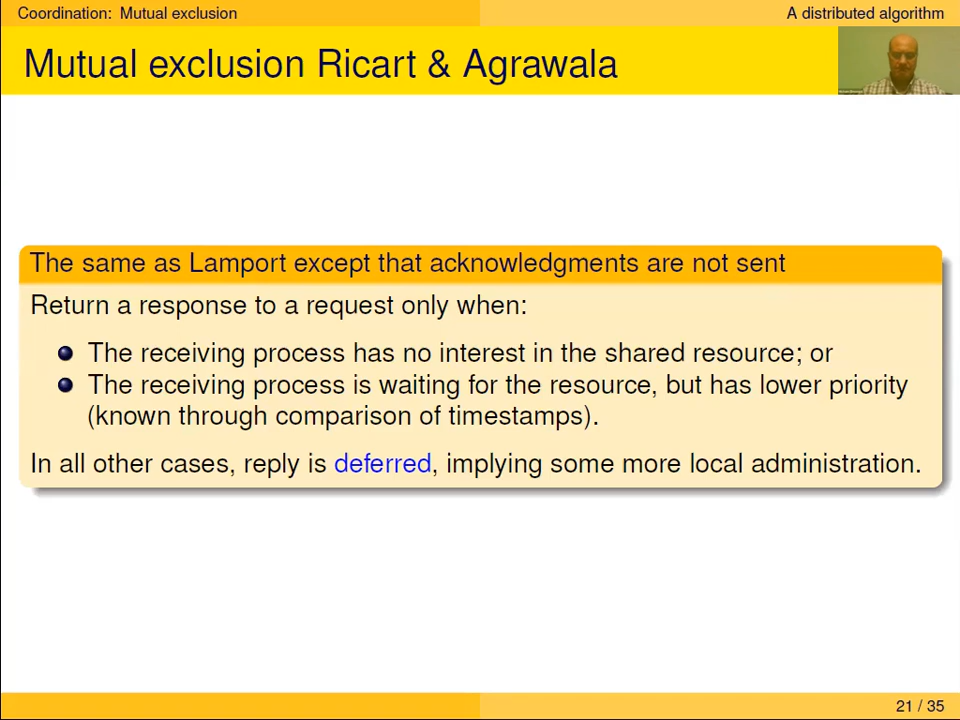 Coordination: Mutual exclusion
A distributed algorithm
Mutual exclusion Ricart & Agrawala
The same as Lamport except that acknowledgments are not sent
Return a response to a request only when:
The receiving process has no interest in the shared resource; or
The receiving process is waiting for the resource, but has lower priority
(known through comparison of timestamps).
In all other cases, reply is deferred, implying some more local administration.
21 / 35